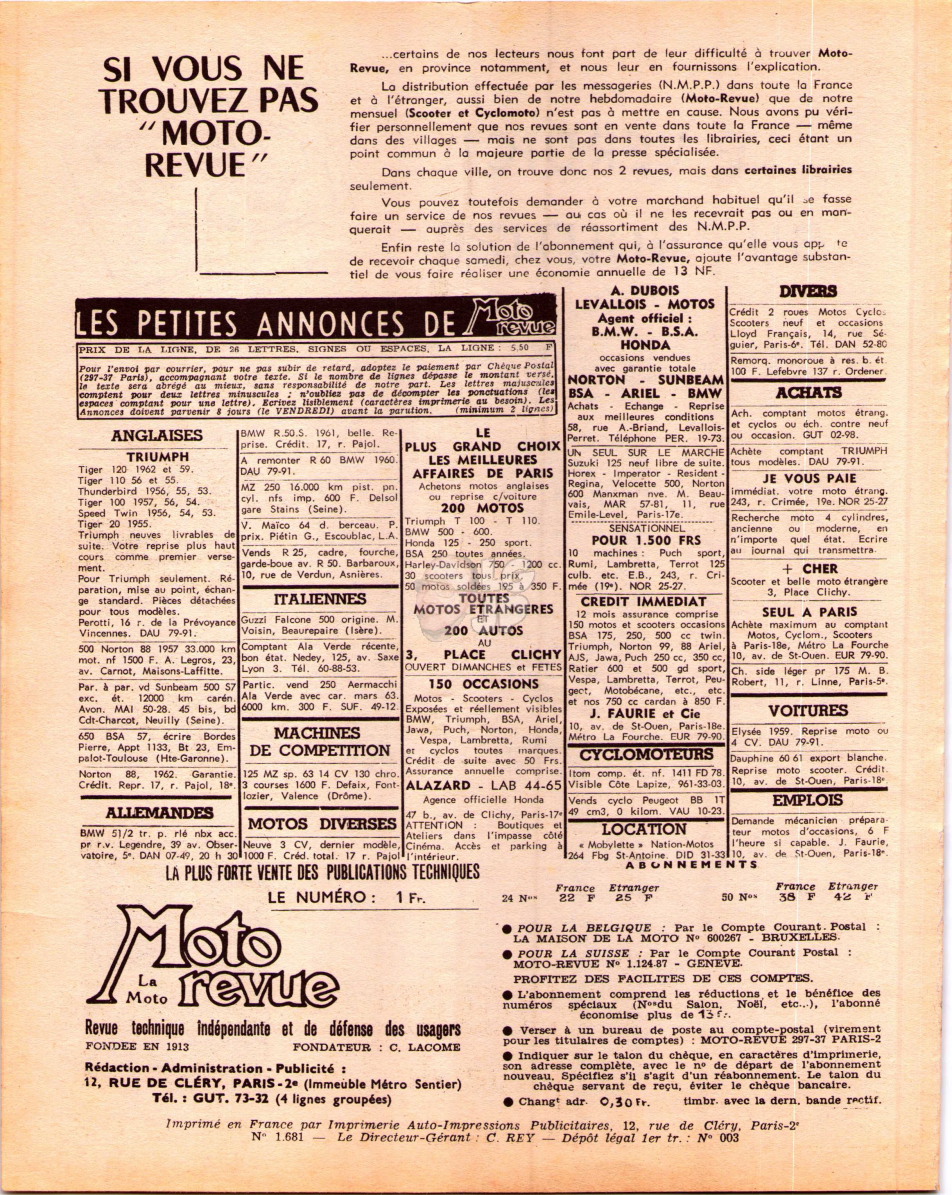 SI VOUS NE
TROUVEZ PAS
"MOTO-
REVUE"
...certains de nos lecteurs nous font part de leur difficulté à trouver Moto-
Revue, en province notamment, et nous leur en fournissons l'explication.
La distribution effectuée par les messageries (N.M.P.P.) dans toute la France
et à l'étranger, aussi bien de notre hebdomadaire (Moto-Revue) que de notre
mensuel (Scooter et Cyclomoto) n'est pas à mettre en cause. Nous avons pu véri-
fier personnellement que nos revues sont en vente dans toute la France — même
dans des villages — mais ne sont pas dans toutes les librairies, ceci étant un
point commun à la majeure partie de la presse spécialisée.
Dans chaque ville, on trouve donc nos 2 revues, mais dans certaines librairies
seulement.
Vous pouvez toutefois demander à votre marchand habituel qu'il se fasse
faire un service de nos revues — au cas où il ne les recevrait pas ou en man-
querait — auprès des services de réassortiment des N.M.P.P.
Enfin reste la solution de l'abonnement qui, à l'assurance qu'elle vous app te
de recevoir chaque samedi, chez vous, votre Moto-Revue, ajoute l'avantage substan-
tiel de vous faire réaliser une économie annuelle de 13 NF.
LES PETITES ANNONCES DE Moto revue
PRIX DE LA LIGNE, DE 26 LETTRES, SIGNES OU ESPACES, LA LIGNE : 5,50 F
Pour l'envoi par courrier, pour ne pas subir de retard, adoptez le paiement par Chèque Postal
(297-37 Paris), accompagnant votre texte. Si le nombre de lignes dépasse le montant versé,
le texte sera abrégé au mieux, sans responsabilité de notre part. Les lettres majuscules
comptent pour deux lettres minuscules ; n'oubliez pas de décompter les ponctuations (les
espaces comptant pour une lettre). Ecrivez lisiblement (caractères imprimerie au besoin). Les
Annonces doivent parvenir 8 jours (le VENDREDI) avant la parution. (minimum 2 lignes)
ANGLAISES
TRIUMPH
Tiger 120 1962 et 59.
Tiger 110 56 et 55.
Thunderbird 1956, 55, 53.
Tiger 100 1957, 56, 54.
Speed Twin 1956, 54, 53.
Tiger 20 1955.
Triumph neuves livrables de
suite. Votre reprise plus haut
cours comme premier verse-
ment.
Pour Triumph seulement. Ré-
paration, mise au point, échan-
ge standard. Pièces détachées
pour tous modèles.
Perotti, 16 r. de la Prévoyance
Vincennes. DAU 79-91.
500 Norton 88 1957 33.000 km
mot. nf 1500 F. A. Legros, 23,
av. Carnot, Maisons-Laffitte.
Par. à par. vd Sunbeam 500 S7
exc. ét. 12000 km carén.
Avon. MAI 50-28. 45 bis, bd
Cdt-Charcot, Neuilly (Seine).
650 BSA 57, écrire Bordes
Pierre, Appt 1133, Bt 23, Em-
palot-Toulouse (Hte-Garonne).
Norton 88, 1962. Garantie.
Crédit. Repr. 17, r. Pajol, 18e.
ALLEMANDES
BMW 51/2 tr. p. rlé nbx acc.
pr r.v. Legendre, 39 av. Obser-
vatoire, 5e. DAN 07-49, 20 h 30
BMW R.50.S. 1961, belle. Re-
prise. Crédit. 17, r. Pajol.
A remonter R 60 BMW 1960.
DAU 79-91.
MZ 250 16.000 km pist. pn.
cyl. nfs imp. 600 F. Delsol
gare Stains (Seine).
V. Maïco 64 d. berceau. P.
prix. Piétin G., Escoublac, L.A.
Vends R 25, cadre, fourche,
garde-boue av. R 50. Barbaroux,
10, rue de Verdun, Asnières.
ITALIENNES
Guzzi Falcone 500 origine. M.
Voisin, Beaurepaire (Isère).
Comptant Ala Verde récente,
bon état. Nedey, 125, av. Saxe
Lyon 3. Tél. 60-88-53.
Partic. vend 250 Aermacchi
Ala Verde avec car. mars 63.
6000 km. 300 F. SUF. 49-12.
MACHINES
DE COMPETITION
125 MZ sp. 63 14 CV 130 chro.
3 courses 1600 F. Defaix, Font-
lozier, Valence (Drôme).
MOTOS DIVERSES
Neuve 3 CV, dernier modèle,
1000 F. Créd. total. 17 r. Pajol
LE
PLUS GRAND CHOIX
LES MEILLEURES
AFFAIRES DE PARIS
Achetons motos anglaises
ou reprise c/voiture
200 MOTOS
Triumph T 100 - T 110.
BMW 500 - 600.
Honda 125 - 250 sport.
BSA 250 toutes années.
Harley-Davidson 750 - 1200 cc.
30 scooters tous prix
50 motos soldées 195 à 350 F.
TOUTES
MOTOS ETRANGERES
ET
200 AUTOS
AU
3, PLACE CLICHY
OUVERT DIMANCHES et FETES
150 OCCASIONS
Motos - Scooters - Cyclos
Exposées et réellement visibles
BMW, Triumph, BSA, Ariel,
Jawa, Puch, Norton, Honda,
Vespa, Lambretta, Rumi
et cyclos toutes marques.
Crédit de suite avec 50 Frs.
Assurance annuelle comprise.
ALAZARD - LAB 44-65
Agence officielle Honda
47 b., av. de Clichy, Paris-17e
ATTENTION : Boutiques et
Ateliers dans l'impasse côté
Cinéma. Accès et parking à
l'intérieur.
A. DUBOIS
LEVALLOIS - MOTOS
Agent officiel :
B.M.W. - B.S.A.
HONDA
occasions vendues
avec garantie totale
NORTON - SUNBEAM
BSA - ARIEL - BMW
Achats - Echange - Reprise
aux meilleures conditions
58, rue A.-Briand, Levallois-
Perret. Téléphone PER. 19-73.
UN SEUL SUR LE MARCHE
Suzuki 125 neuf libre de suite.
Horex - Imperator - Resident -
Regina, Velocette 500, Norton
600 Manxman nve. M. Beau-
vais, MAR 57-81, 11, rue
Emile-Level, Paris-17e.
SENSATIONNEL
POUR 1.500 FRS
10 machines : Puch sport,
Rumi, Lambretta, Terrot 125
culb. etc. E.B., 243, r. Cri-
mée (19e). NOR 25-27.
CREDIT IMMEDIAT
12 mois assurance comprise
150 motos et scooters occasions
BSA 175, 250, 500 cc twin.
Triumph, Norton 99, 88 Ariel,
AJS, Jawa, Puch 250 cc, 350 cc,
Ratier 600 et 500 gd sport,
Vespa, Lambretta, Terrot, Peu-
geot, Motobécane, etc., etc.
et nos 750 cc cardan à 850 F.
J. FAURIE et Cie
10, av. de St-Ouen, Paris-18e.
Métro La Fourche. EUR 79-90.
CYCLOMOTEURS
Itom comp. ét. nf. 1411 FD 78.
Visible Côte Lapize, 961-33-03.
Vends cyclo Peugeot BB 1T
49 cm3, 0 kilom. VAU 10-23.
LOCATION
« Mobylette » Nation-Motos
264 Fbg St-Antoine. DID 31-33
DIVERS
Crédit 2 roues Motos Cyclos
Scooters neuf et occasions
Lloyd Français, 14, rue Sé-
guier, Paris-6e. Tél. DAN 52-80
Remorq. monoroue à res. b. ét.
100 F. Lefebvre 137 r. Ordener.
ACHATS
Ach. comptant motos étrang.
et cyclos ou éch. contre neuf
ou occasion. GUT 02-98.
Achète comptant TRIUMPH
tous modèles. DAU 79-91.
JE VOUS PAIE
immédiat. votre moto étrang.
243, r. Crimée, 19e. NOR 25-27
Recherche moto 4 cylindres,
ancienne ou moderne, en
n'importe quel état. Ecrire
au journal qui transmettra.
+ CHER
Scooter et belle moto étrangère
3, Place Clichy.
SEUL A PARIS
Achète maximum au comptant
Motos, Cyclom., Scooters
à Paris-18e, Métro La Fourche
10, av. de St-Ouen. EUR 79-90.
Ch. side léger pr 175 M. B.
Robert, 11, r. Linne, Paris-5e.
VOITURES
Elysée 1959. Reprise moto ou
4 CV. DAU 79-91.
Dauphine 60 61 export blanche.
Reprise moto scooter. Crédit.
10, av. de St-Ouen, Paris-18e
EMPLOIS
Demande mécanicien prépara-
teur motos d'occasions, 6 F
l'heure si capable. J. Faurie,
10, av. de St-Ouen, Paris-18e.
LA PLUS FORTE VENTE DES PUBLICATIONS TECHNIQUES
LE NUMÉRO : 1 Fr.
La Moto
Moto revue
Revue technique indépendante et de défense des usagers
FONDEE EN 1913 FONDATEUR : C. LACOME
Rédaction - Administration - Publicité :
12, RUE DE CLÉRY, PARIS-2e (Immeuble Métro Sentier)
Tél. : GUT. 73-32 (4 lignes groupées)
ABONNEMENTS
France Etranger France Etranger
24 Nos 22 F 25 F 50 Nos 38 F 42 F
● POUR LA BELGIQUE : Par le Compte Courant Postal :
LA MAISON DE LA MOTO No 600267 - BRUXELLES.
● POUR LA SUISSE : Par le Compte Courant Postal :
MOTO-REVUE No 1.124-87 - GENEVE.
PROFITEZ DES FACILITES DE CES COMPTES.
● L'abonnement comprend les réductions et le bénéfice des
numéros spéciaux (Nos du Salon, Noël, etc...), l'abonné
économise plus de 13 fr.
● Verser à un bureau de poste au compte-postal (virement
pour les titulaires de comptes) : MOTO-REVUE 297-37 PARIS-2
● Indiquer sur le talon du chèque, en caractères d'imprimerie,
son adresse complète, avec le no de départ de l'abonnement
nouveau. Spécifiez s'il s'agit d'un réabonnement. Le talon du
chèque servant de reçu, éviter le chèque bancaire.
● Changt adr. 0,30 Fr. timbr. avec la dern. bande rectif.
Imprimé en France par Imprimerie Auto-Impressions Publicitaires, 12, rue de Cléry, Paris-2e
No 1.681 — Le Directeur-Gérant : C. REY — Dépôt légal 1er tr. : No 003